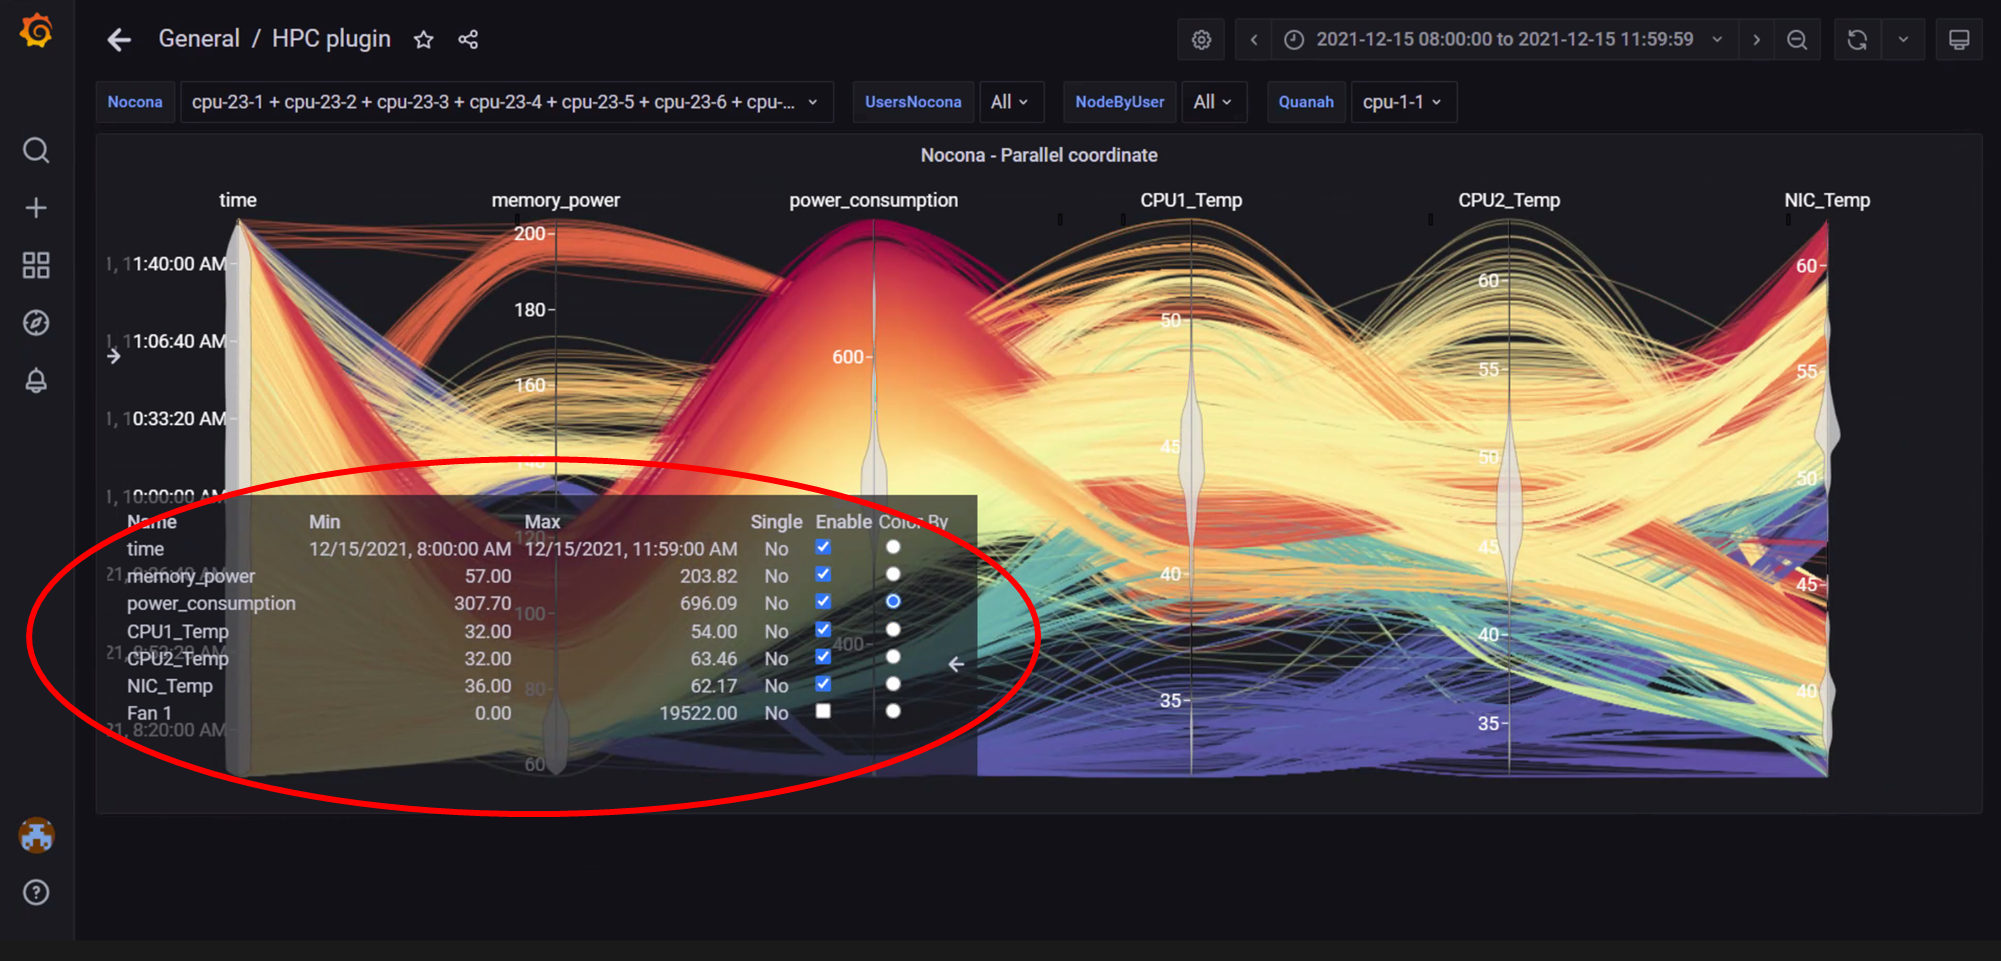 General / HPC plugin
2021-12-15 08:00:00 to 2021-12-15 11:59:59
Nocona cpu-23-1 + cpu-23-2 + cpu-23-3 + cpu-23-4 + cpu-23-5 + cpu-23-6 + cpu-... UsersNocona All NodeByUser All Quanah cpu-1-1
Nocona - Parallel coordinate
time memory_power power_consumption CPU1_Temp CPU2_Temp NIC_Temp
200
1, 11:40:00 AM
60
60
180
50
1, 11:06:40 AM
600
55
55
160
1, 10:33:20 AM
45
140
50
50
1, 10:00:00 AM
Name Min Max Single Enable Color By
120
45
time 12/15/2021, 8:00:00 AM 12/15/2021, 11:59:00 AM No
40
memory_power 57.00 203.82 No
45
power_consumption 307.70 696.09 No
100
CPU1_Temp 32.00 54.00 No
40
400
CPU2_Temp 32.00 63.46 No
NIC_Temp 36.00 62.17 No
80
40
35
Fan 1 0.00 19522.00 No
35
21, 8:20:00 AM
60